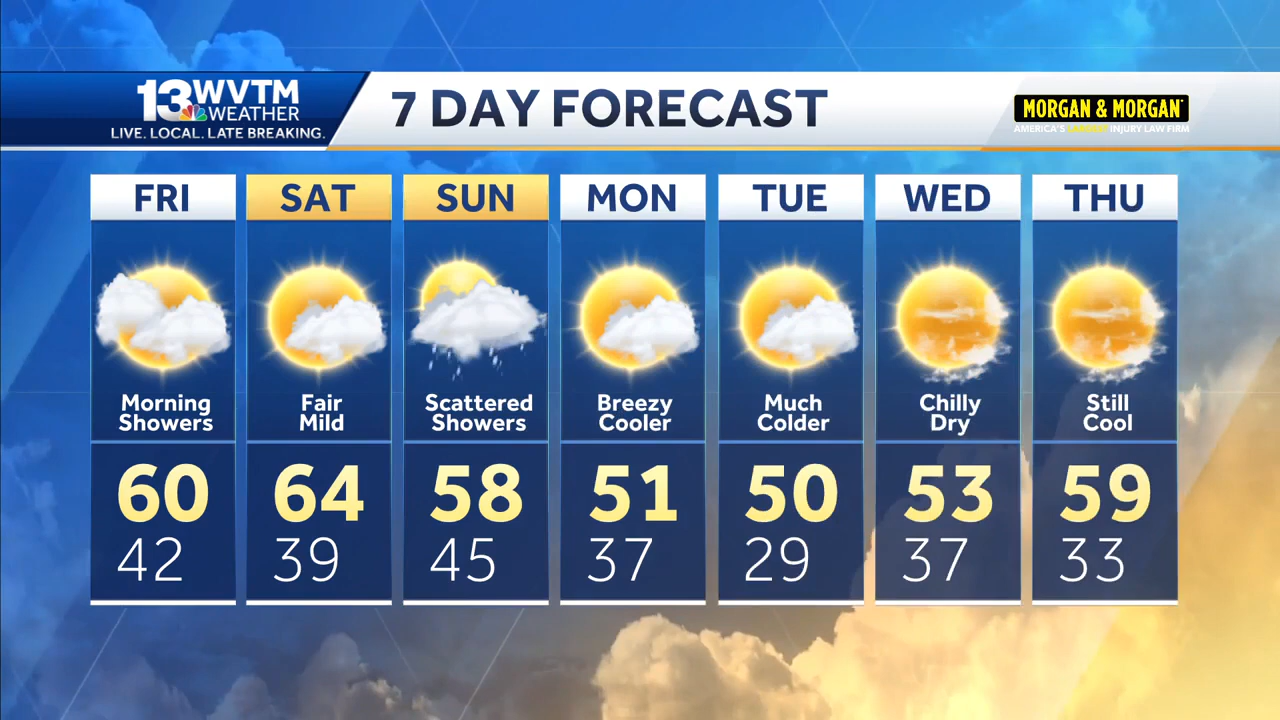 13 WVTM
WEATHER
LIVE. LOCAL. LATE BREAKING.
7 DAY FORECAST
MORGAN & MORGAN
AMERICA'S LARGEST INJURY LAW FIRM
FRI
SAT
SUN
MON
TUE
WED
THU
Morning
Showers
Fair
Mild
Scattered
Showers
Breezy
Cooler
Much
Colder
Chilly
Dry
Still
Cool
60
64
58
51
50
53
59
42
39
45
37
29
37
33